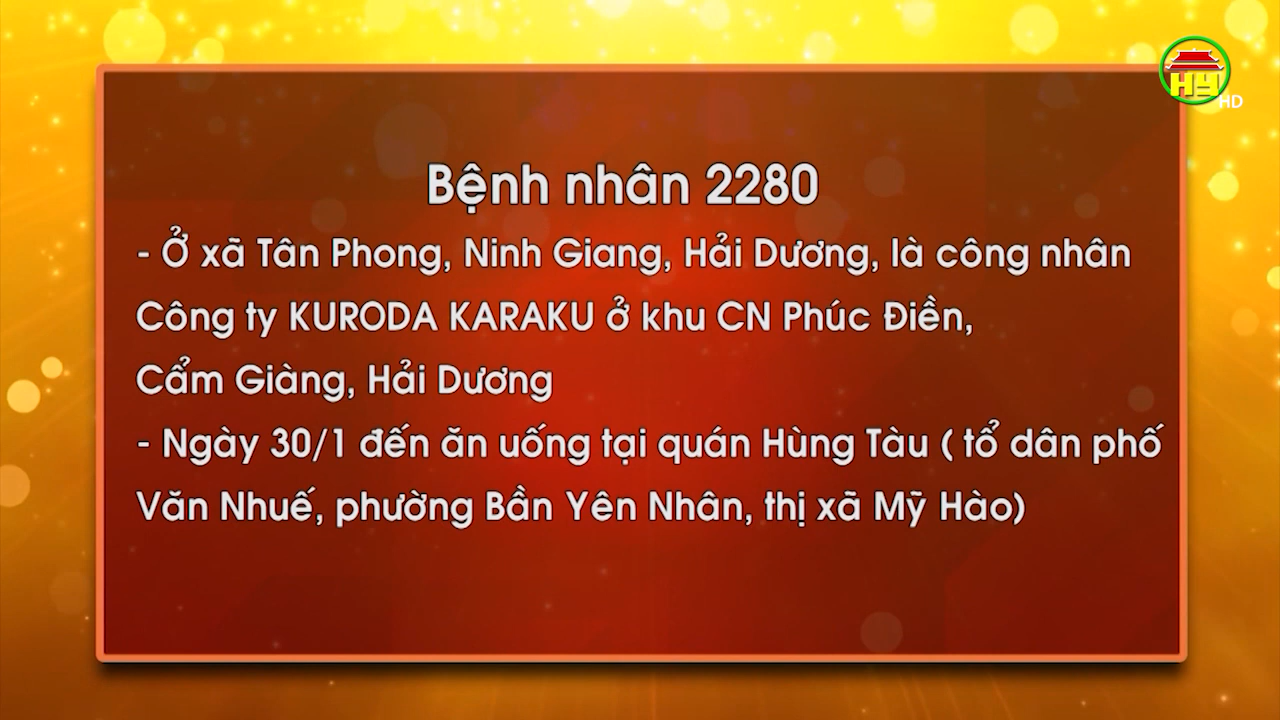 HY
HD
Bệnh nhân 2280
- Ở xã Tân Phong, Ninh Giang, Hải Dương, là công nhân
Công ty KURODA KARAKU ở khu CN Phúc Điền,
Cẩm Giàng, Hải Dương
- Ngày 30/1 đến ăn uống tại quán Hùng Tàu ( tổ dân phố
Văn Nhuế, phường Bần Yên Nhân, thị xã Mỹ Hào)